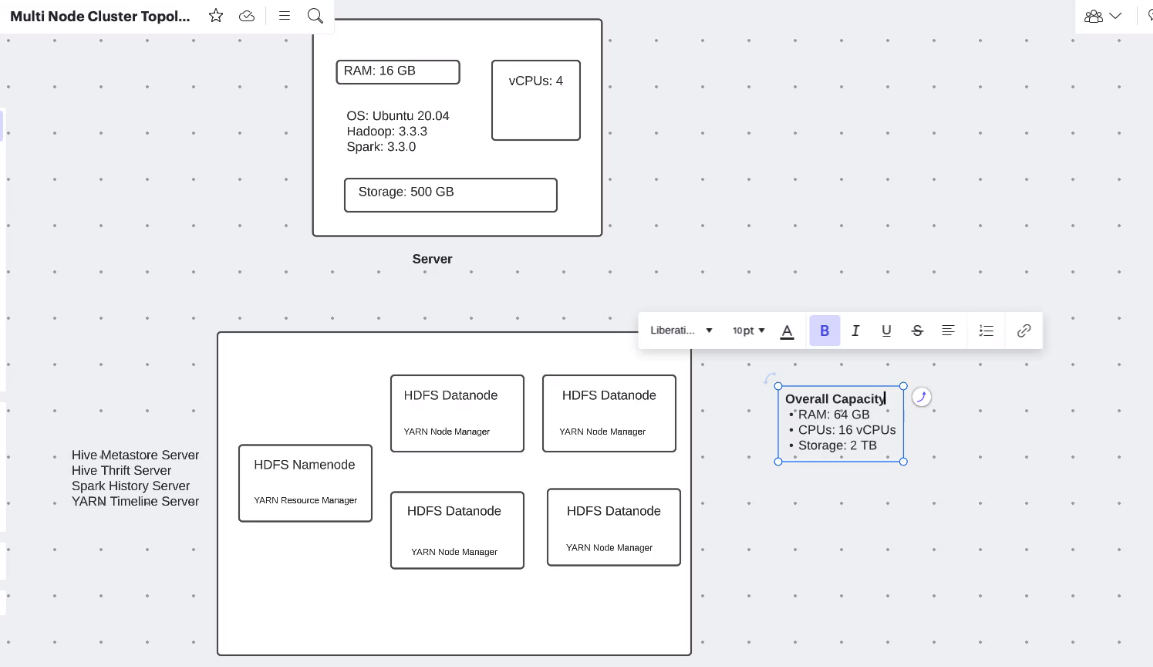 Multi Node Cluster Topol...
RAM: 16 GB
vCPUs: 4
OS: Ubuntu 20.04
Hadoop: 3.3.3
Spark: 3.3.0
Storage: 500 GB
Server
Liberati...
10 pt
A
B
I
U
S
HDFS Datanode
YARN Node Manager
HDFS Datanode
YARN Node Manager
Overall Capacity
• RAM: 64 GB
• CPUs: 16 vCPUs
• Storage: 2 TB
Hive Metastore Server
Hive Thrift Server
Spark History Server
YARN Timeline Server
HDFS Namenode
YARN Resource Manager
HDFS Datanode
YARN Node Manager
HDFS Datanode
YARN Node Manager